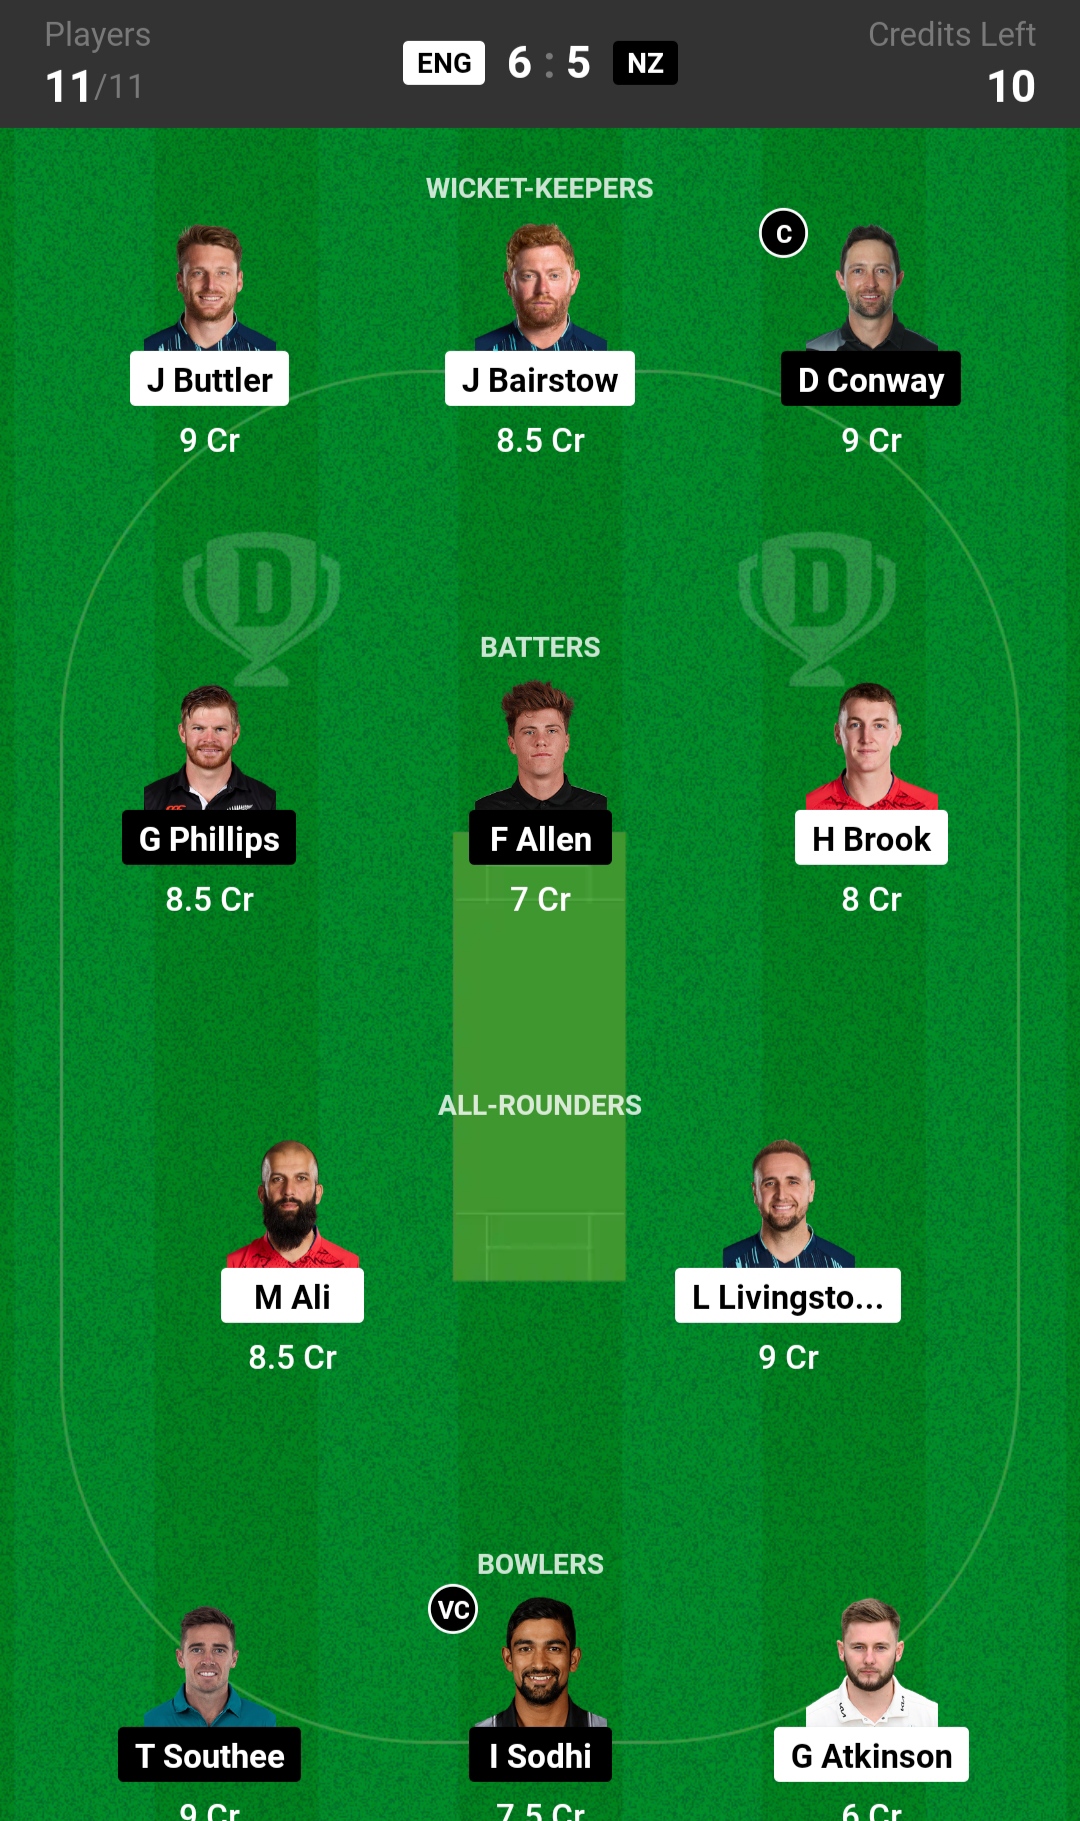 Players
Credits Left
11/11
ENG 6 : 5 NZ
10
WICKET-KEEPERS
C
J Buttler
J Bairstow
D Conway
9 Cr
8.5 Cr
9 Cr
D
D
BATTERS
G Phillips
F Allen
H Brook
8.5 Cr
7 Cr
8 Cr
ALL-ROUNDERS
M Ali
L Livingsto...
8.5 Cr
9 Cr
BOWLERS
VC
T Southee
I Sodhi
G Atkinson
9 Cr
7.5 Cr
6 Cr